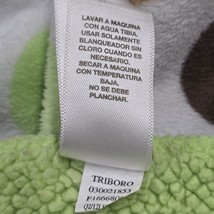 LAVAR A MAQUINA
CON AGUA TIBIO,
USAR SOLAMENTE
BLANQUEADOR SIN
CLORO CUANDO ES
NECESARIO.
SECAR A MAQUINA
CON TEMPERATURA
BAJA,
NO SE DEBE
PLANCHAR.
TRIBORO